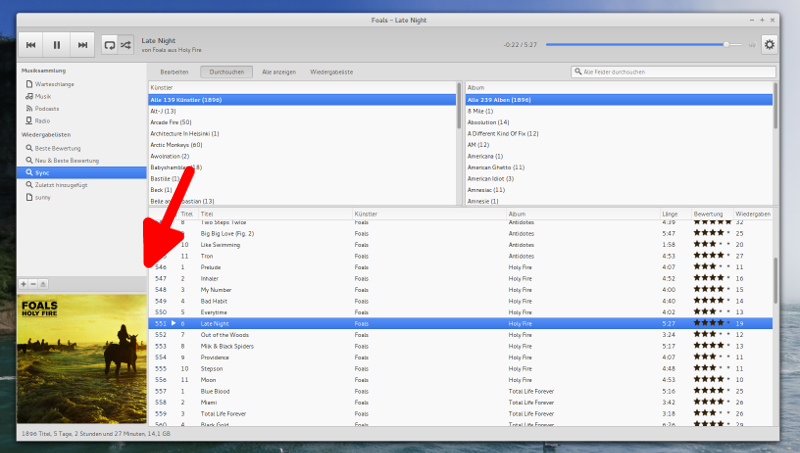 Foals – Late Night
Late Night
von Foals aus Holy Fire
-0:22 / 5:27
Musiksammlung
Warteschlange
Musik
Podcasts
Radio
Wiedergabelisten
Beste Bewertung
Neu & Beste Bewertung
Sync
Zuletzt hinzugefügt
sunny
Bearbeiten Durchsuchen Alle anzeigen Wiedergabeliste Alle Felder durchsuchen
Künstler
Alle 139 Künstler (1896)
Alt-J (13)
Arcade Fire (50)
Architecture In Helsinki (1)
Arctic Monkeys (60)
Awolnation (2)
Babyshambles (18)
Bastille (1)
Beck (1)
Belle and Sebastian (13)
Album
Alle 239 Alben (1896)
8 Mile (1)
Absolution (14)
A Different Kind Of Fix (12)
AM (12)
Americana (1)
American Ghetto (11)
American Idiot (3)
Amnesiac (11)
Amnesie (1)
Titel Titel Künstler Album Länge Bewertung Wiedergaben
8 Two Steps Twice Foals Antidotes 4:39 32
Big Big Love (Fig. 2) Foals Antidotes 5:47 25
10 Like Swimming Foals Antidotes 1:58 20
11 Tron Foals Antidotes 4:53 27
546 1 Prelude Foals Holy Fire 4:07 11
547 2 Inhaler Foals Holy Fire 4:52 16
548 3 My Number Foals Holy Fire 4:00 15
549 4 Bad Habit Foals Holy Fire 4:40 14
550 5 Everytime Foals Holy Fire 4:02 13
551 6 Late Night Foals Holy Fire 5:27 19
552 7 Out of the Woods Foals Holy Fire 3:24 12
553 8 Milk & Black Spiders Foals Holy Fire 5:17 13
554 9 Providence Foals Holy Fire 4:07 11
555 10 Stepson Foals Holy Fire 4:48 11
556 11 Moon Foals Holy Fire 4:53 10
557 1 Blue Blood Foals Total Life Forever 5:16 25
558 2 Miami Foals Total Life Forever 3:42 26
559 3 Total Life Forever Foals Total Life Forever 3:18 26
560 4 Black Gold Foals Total Life Forever 6:26 29
FOALS
HOLY FIRE
1896 Titel, 5 Tage, 2 Stunden und 27 Minuten, 14,1 GB